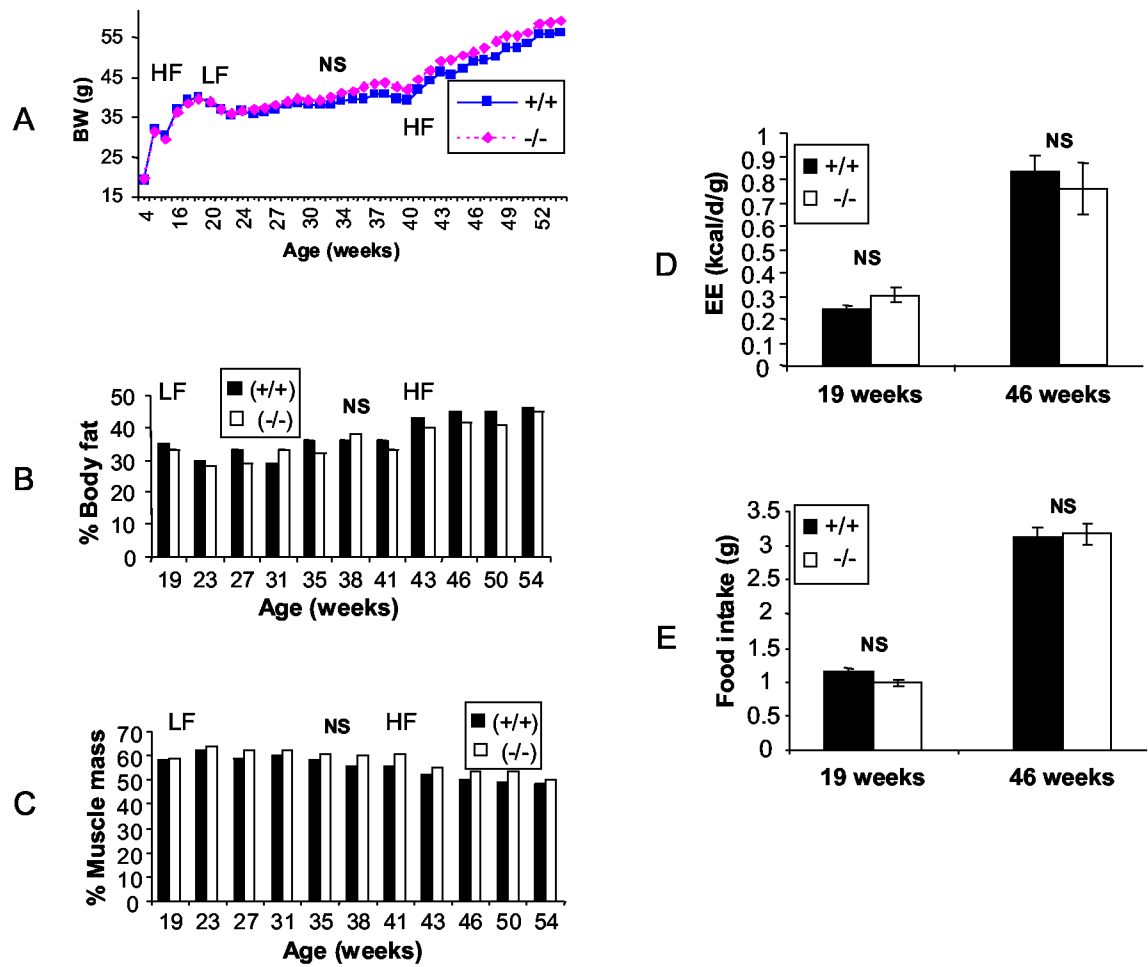 A
BW (g)
55
45
35
25
15
HF
LF
NS
HF
+/+
-/-
4 16 20 24 27 30 34 37 40 43 46 49 52
Age (weeks)
B
% Body fat
50
40
30
20
10
0
LF
(+/+)
(-/-)
NS
HF
19 23 27 31 35 38 41 43 46 50 54
Age (weeks)
C
% Muscle mass
70
60
50
40
30
20
10
0
LF
NS
HF
(+/+)
(-/-)
19 23 27 31 35 38 41 43 46 50 54
Age (weeks)
D
EE (kcal/d/g)
1
0.9
0.8
0.7
0.6
0.5
0.4
0.3
0.2
0.1
0
+/+
-/-
NS
NS
19 weeks 46 weeks
E
Food intake (g)
3.5
3
2.5
2
1.5
1
0.5
0
+/+
-/-
NS
NS
19 weeks 46 weeks